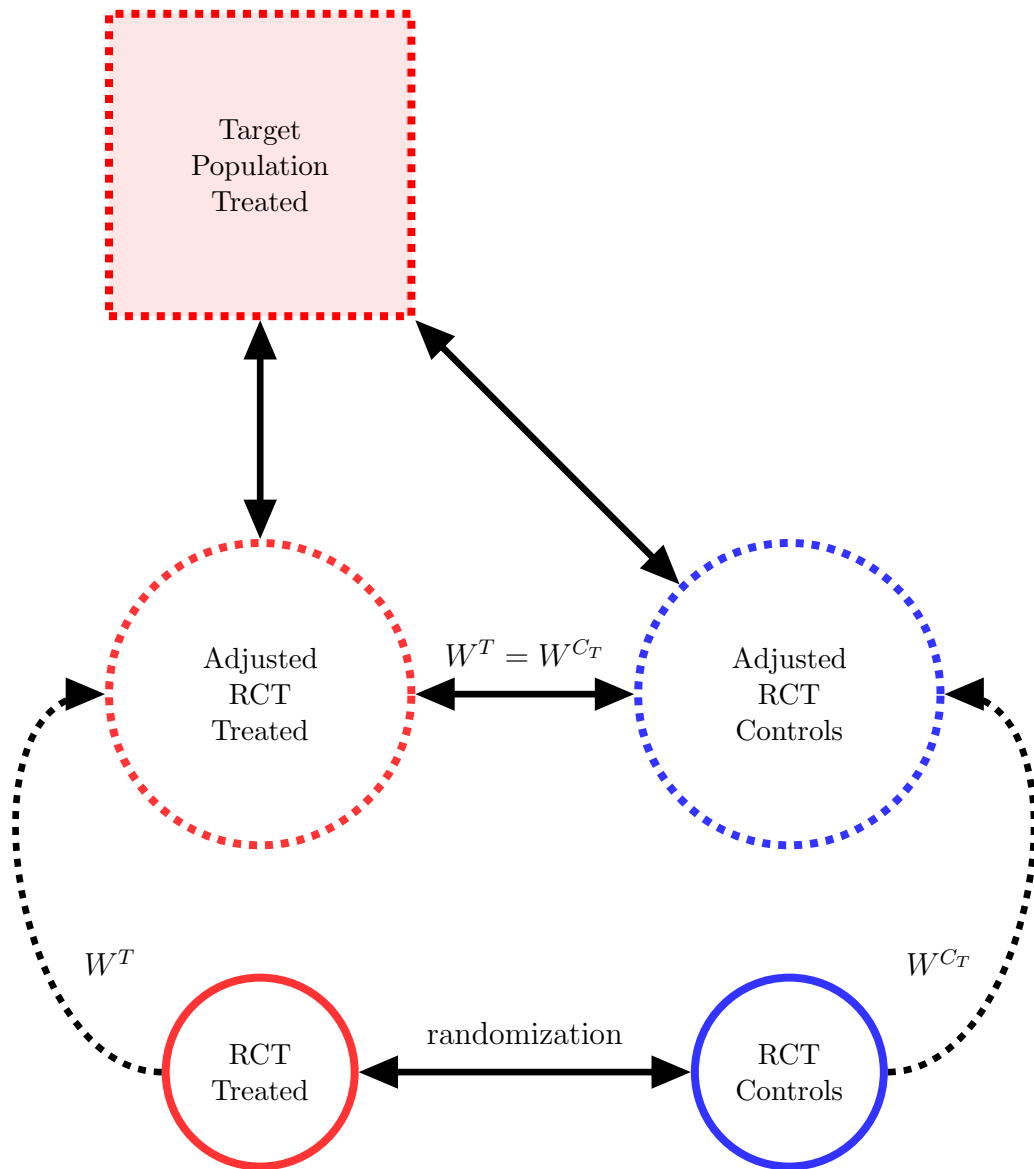 Target
Population
Treated
Adjusted
RCT
Treated
W^T = W^{C_T}
Adjusted
RCT
Controls
W^T
W^{C_T}
randomization
RCT
Treated
RCT
Controls